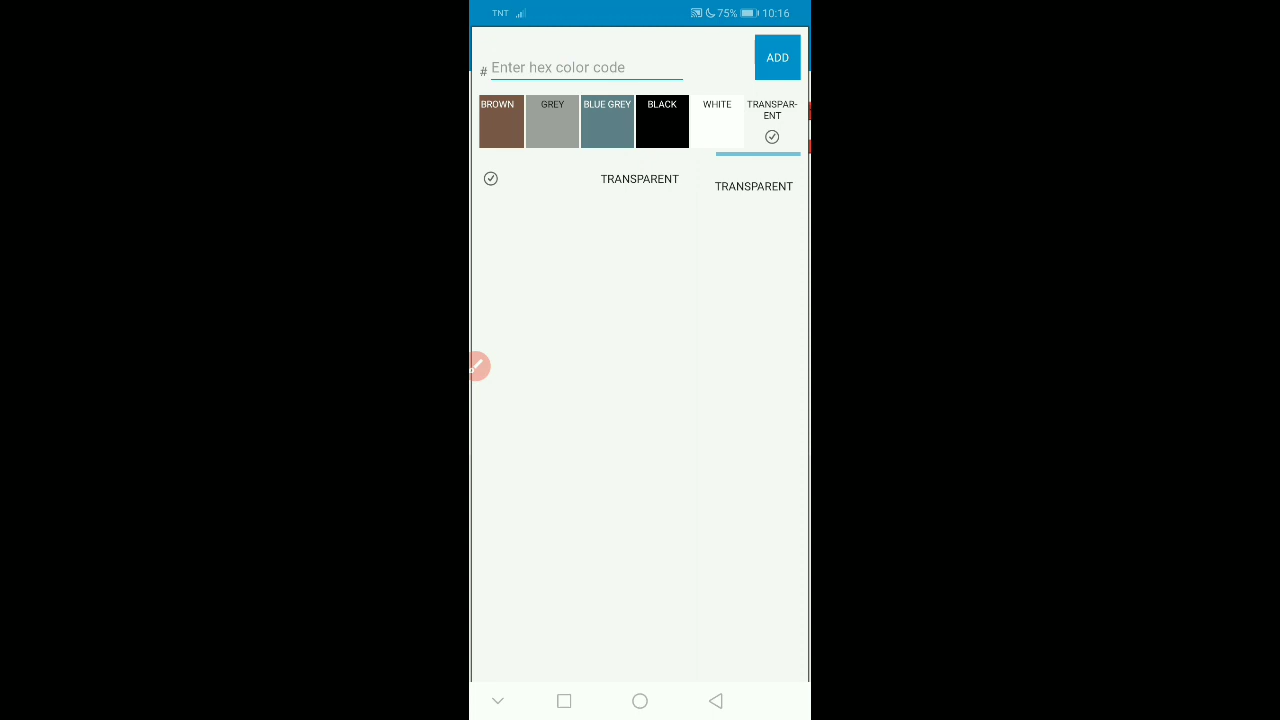 TNT 75% 10:16
# Enter hex color code
ADD
BROWN GREY BLUE GREY BLACK WHITE TRANSPAR-
ENT
TRANSPARENT TRANSPARENT